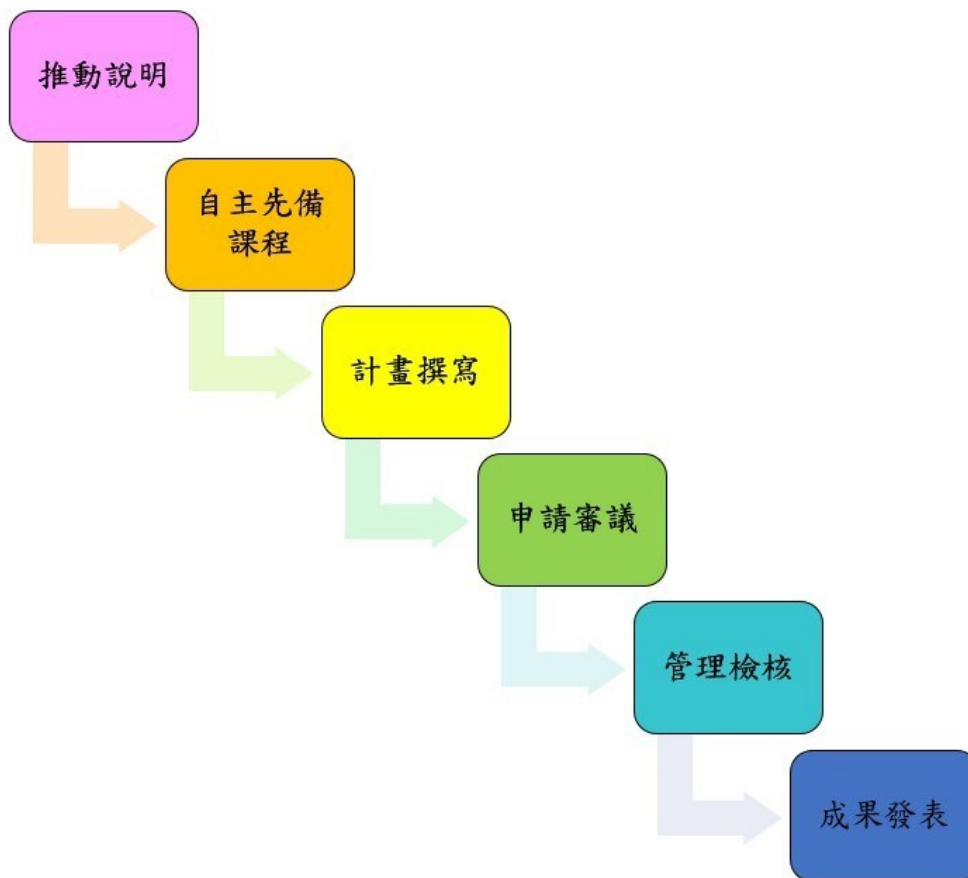 推動說明
自主先備
課程
計畫撰寫
申請審議
管理檢核
成果發表